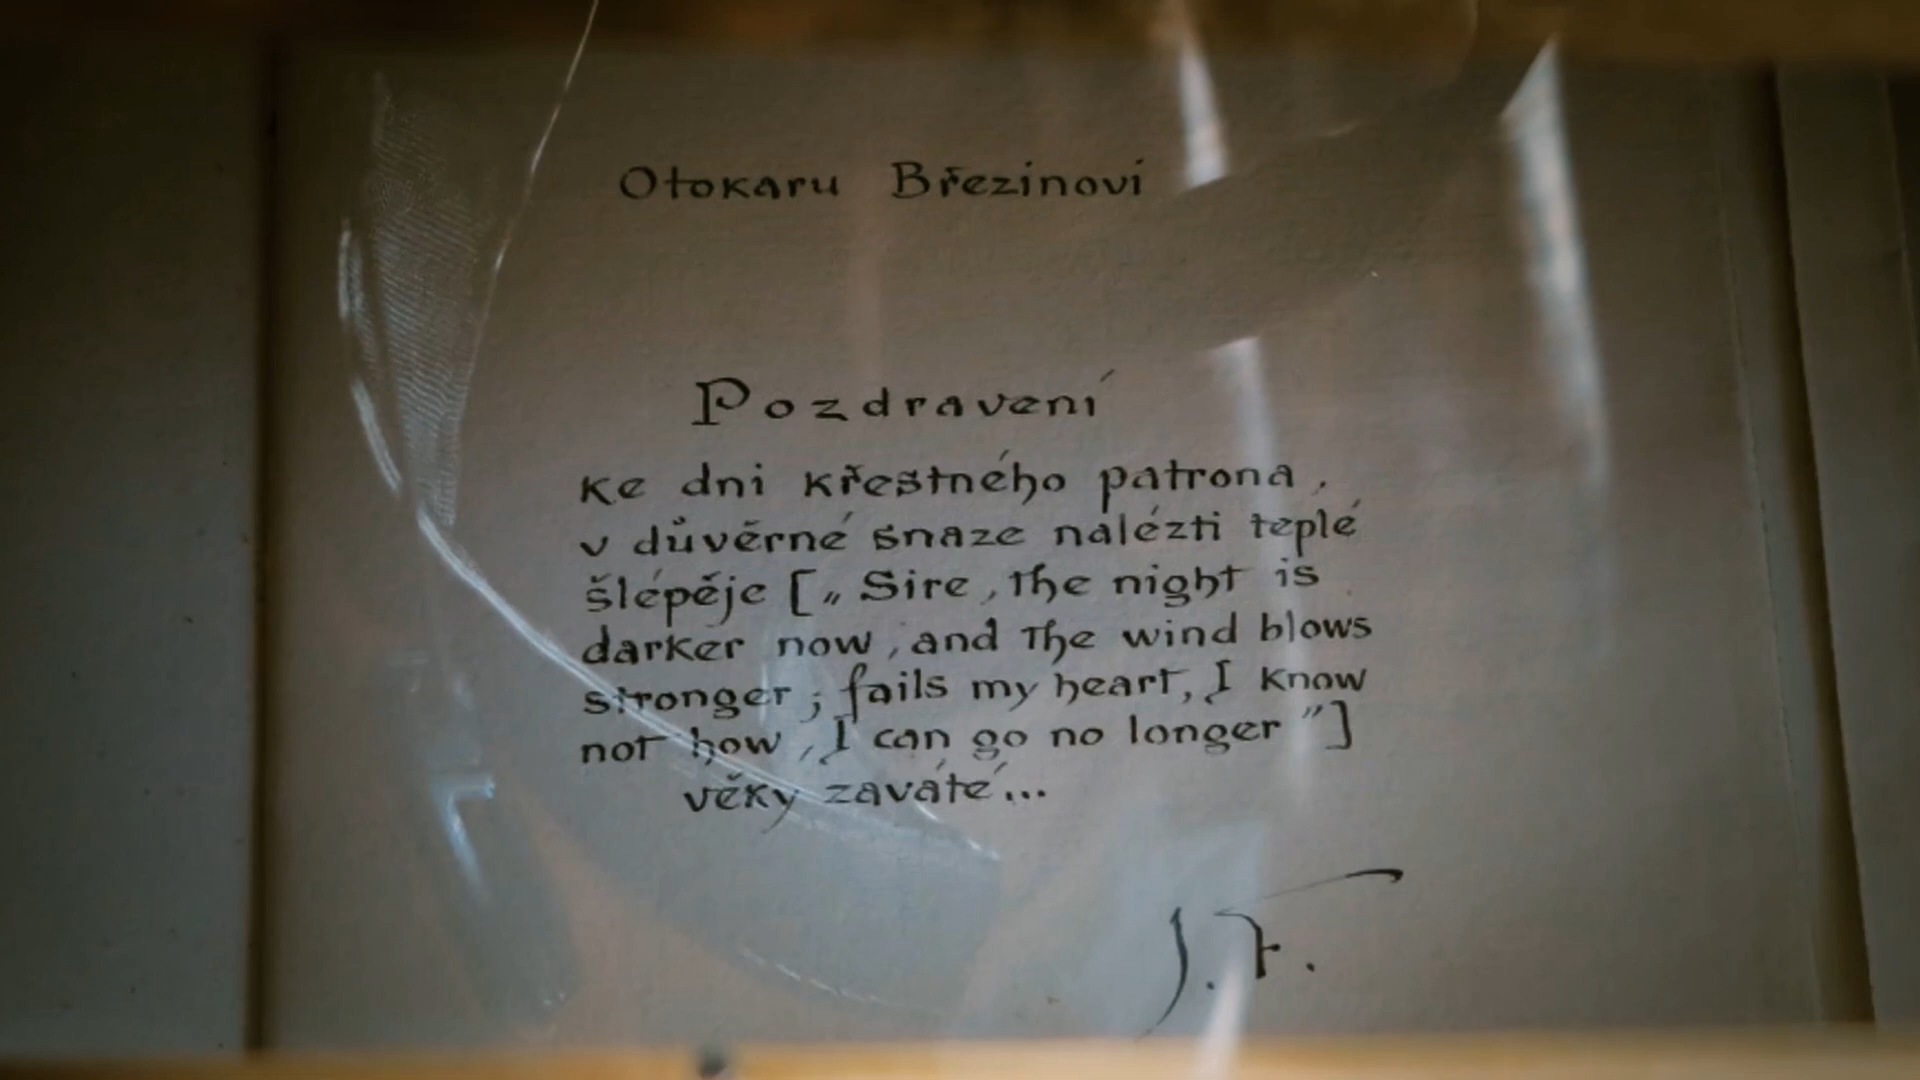 Otokaru Březinovi
Pozdravení
ke dni křestného patrona,
v důvěrné snaze nalézti teplé
šlépěje [„Sire, the night is
darker now, and the wind blows
stronger; fails my heart, I know
not how, I can go no longer”]
věky zaváté...
J. F.